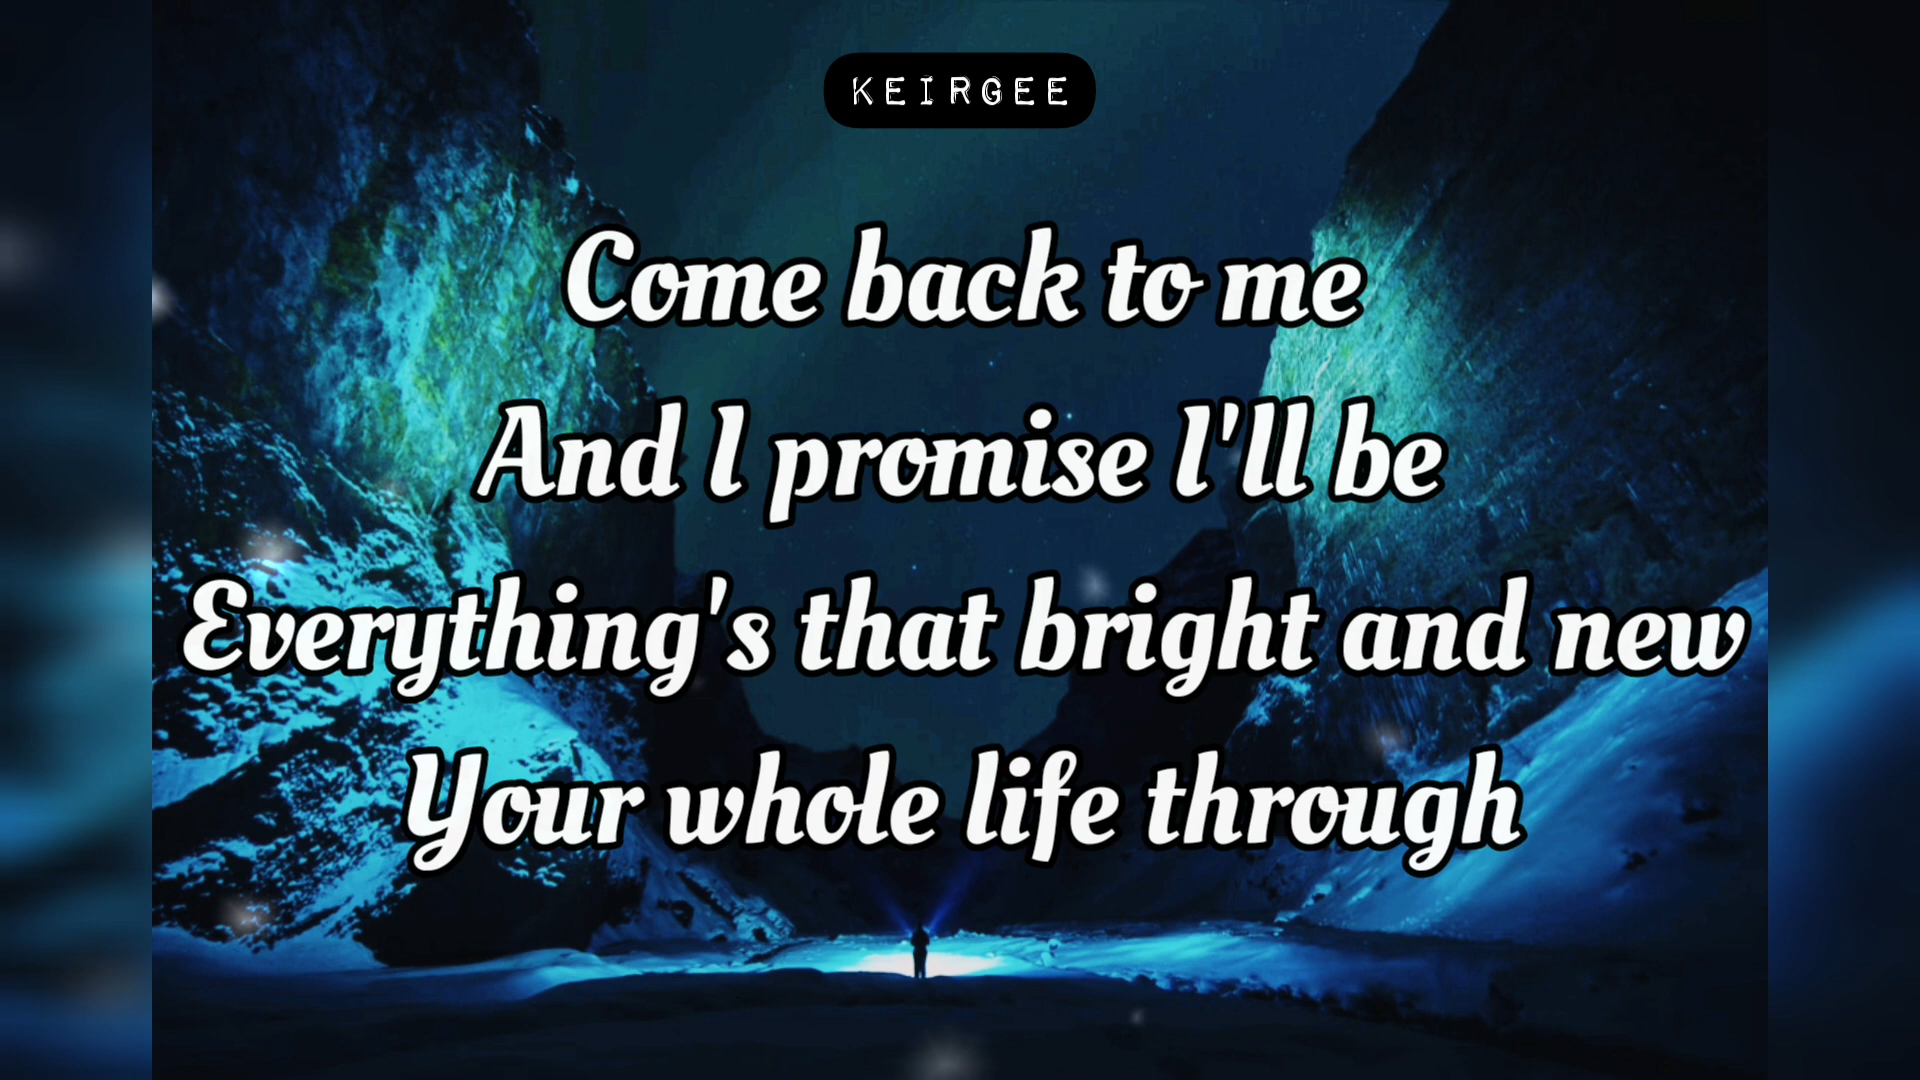 KEIRGEE
Come back to me
And I promise I'll be
Everything's that bright and new
Your whole life through